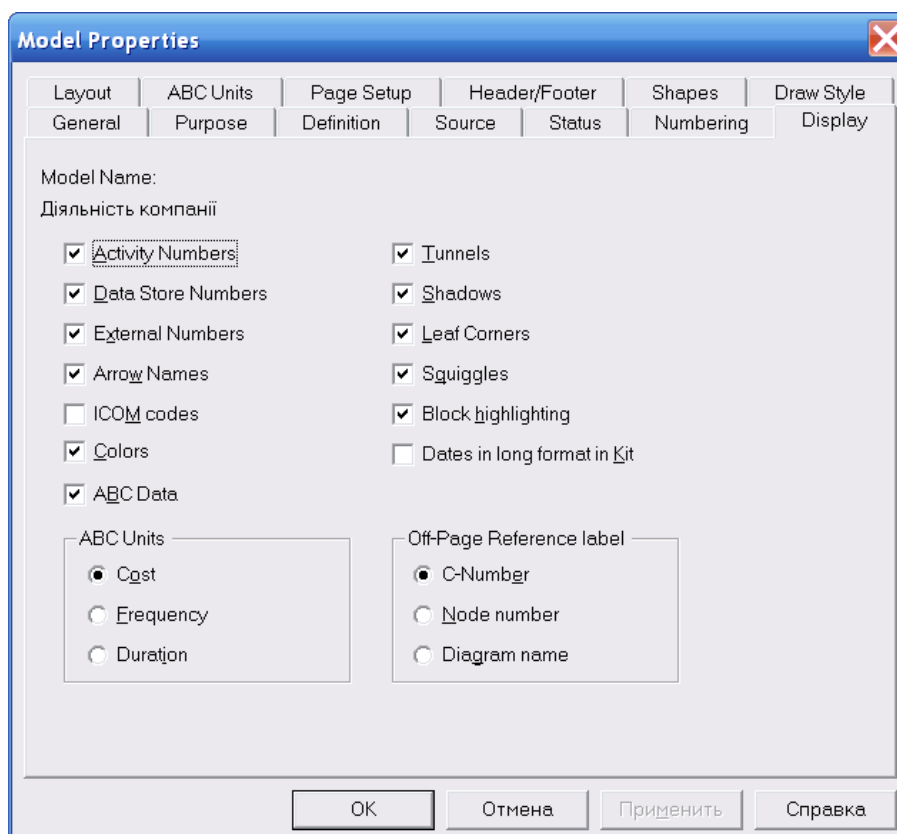 Model Properties
Layout ABC Units Page Setup Header/Footer Shapes Draw Style
General Purpose Definition Source Status Numbering Display
Model Name:
Діяльність компанії
Activity Numbers Tunnels
Data Store Numbers Shadows
External Numbers Leaf Corners
Arrow Names Squiggles
ICOM codes Block highlighting
Colors Dates in long format in Kit
ABC Data
ABC Units Off-Page Reference label
Cost C-Number
Frequency Node number
Duration Diagram name
OK Отмена Применить Справка